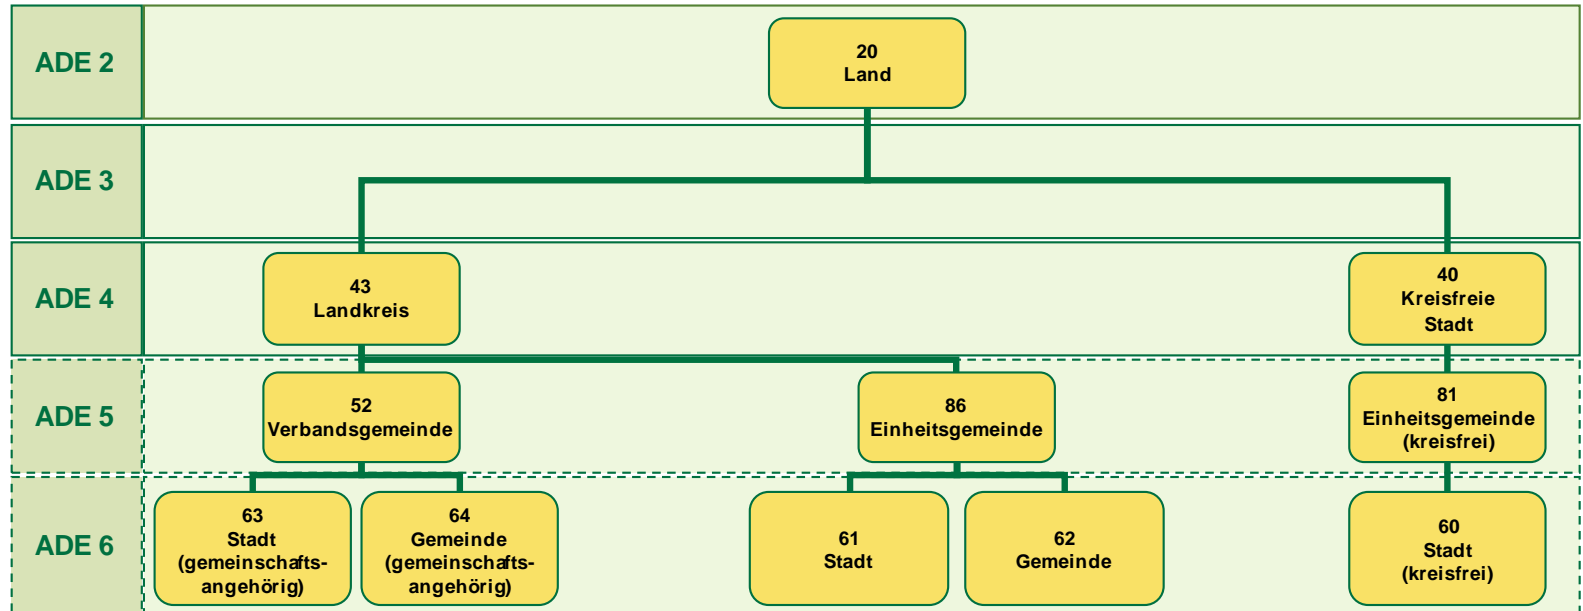 ADE 2
20
Land
ADE 3
ADE 4
43
Landkreis
40
Kreisfreie
Stadt
ADE 5
52
Verbandsgemeinde
86
Einheitsgemeinde
81
Einheitsgemeinde
(kreisfrei)
ADE 6
63
Stadt
(gemeinschafts-
angehörig)
64
Gemeinde
(gemeinschafts-
angehörig)
61
Stadt
62
Gemeinde
60
Stadt
(kreisfrei)